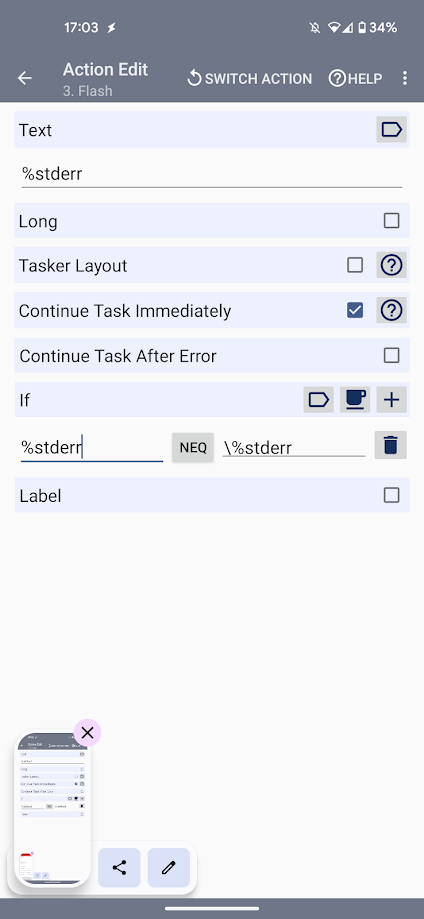 17:03 34%
Action Edit
3. Flash
SWITCH ACTION
HELP
Text
%stderr
Long
Tasker Layout
Continue Task Immediately
Continue Task After Error
If
%stderr NEQ \%stderr
Label